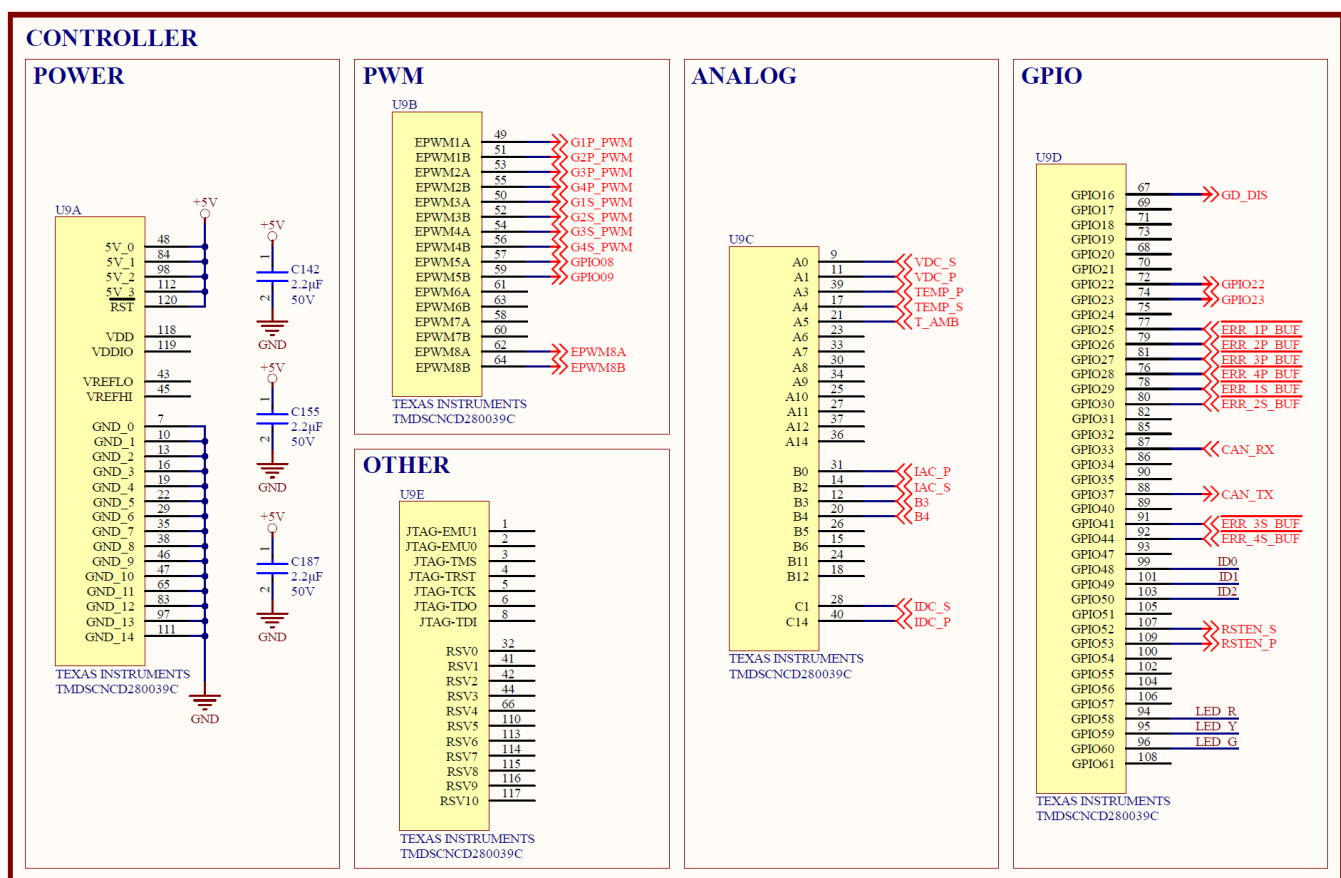 CONTROLLER
POWER
U9A
+5V
5V_0 48
5V_1 84
5V_2 98
5V_3 112
RST 120
VDD 118
VDDIO 119
VREFLO 43
VREFHI 45
GND_0 7
GND_1 10
GND_2 13
GND_3 16
GND_4 19
GND_5 22
GND_6 29
GND_7 35
GND_8 38
GND_9 46
GND_10 47
GND_11 65
GND_12 83
GND_13 97
GND_14 111
TEXAS INSTRUMENTS
TMDSCNCD280039C
GND
+5V
1
C142
2.2µF
2
50V
GND
+5V
1
C155
2.2µF
2
50V
GND
+5V
1
C187
2.2µF
2
50V
GND
PWM
U9B
EPWM1A 49 G1P_PWM
EPWM1B 51 G2P_PWM
EPWM2A 53 G3P_PWM
EPWM2B 55 G4P_PWM
EPWM3A 50 G1S_PWM
EPWM3B 52 G2S_PWM
EPWM4A 54 G3S_PWM
EPWM4B 56 G4S_PWM
EPWM5A 57 GPIO08
EPWM5B 59 GPIO09
EPWM6A 61
EPWM6B 63
EPWM7A 58
EPWM7B 60
EPWM8A 62 EPWM8A
EPWM8B 64 EPWM8B
TEXAS INSTRUMENTS
TMDSCNCD280039C
OTHER
U9E
JTAG-EMU1 1
JTAG-EMU0 2
JTAG-TMS 3
JTAG-TRST 4
JTAG-TCK 5
JTAG-TDO 6
JTAG-TDI 8
RSV0 32
RSV1 41
RSV2 42
RSV3 44
RSV4 66
RSV5 110
RSV6 113
RSV7 114
RSV8 115
RSV9 116
RSV10 117
TEXAS INSTRUMENTS
TMDSCNCD280039C
ANALOG
U9C
A0 9 VDC_S
A1 11 VDC_P
A3 39 TEMP_P
A4 17 TEMP_S
A5 21 T_AMB
A6 23
A7 33
A8 30
A9 34
A10 25
A11 27
A12 37
A14 36
B0 31 IAC_P
B2 14 IAC_S
B3 12 B3
B4 20 B4
B5 26
B6 15
B11 24
B12 18
C1 28 IDC_S
C14 40 IDC_P
TEXAS INSTRUMENTS
TMDSCNCD280039C
GPIO
U9D
GPIO16 67 GD_DIS
GPIO17 69
GPIO18 71
GPIO19 73
GPIO20 68
GPIO21 70
GPIO22 72 GPIO22
GPIO23 74 GPIO23
GPIO24 75
GPIO25 77 ERR_1P_BUF
GPIO26 79 ERR_2P_BUF
GPIO27 81 ERR_3P_BUF
GPIO28 76 ERR_4P_BUF
GPIO29 78 ERR_1S_BUF
GPIO30 80 ERR_2S_BUF
GPIO31 82
GPIO32 85
GPIO33 87 CAN_RX
GPIO34 86
GPIO35 90
GPIO37 88 CAN_TX
GPIO40 89
GPIO41 91 ERR_3S_BUF
GPIO44 92 ERR_4S_BUF
GPIO47 93
GPIO48 99 ID0
GPIO49 101 ID1
GPIO50 103 ID2
GPIO51 105
GPIO52 107 RSTEN_S
GPIO53 109 RSTEN_P
GPIO54 100
GPIO55 102
GPIO56 104
GPIO57 106
GPIO58 94 LED_R
GPIO59 95 LED_Y
GPIO60 96 LED_G
GPIO61 108
TEXAS INSTRUMENTS
TMDSCNCD280039C